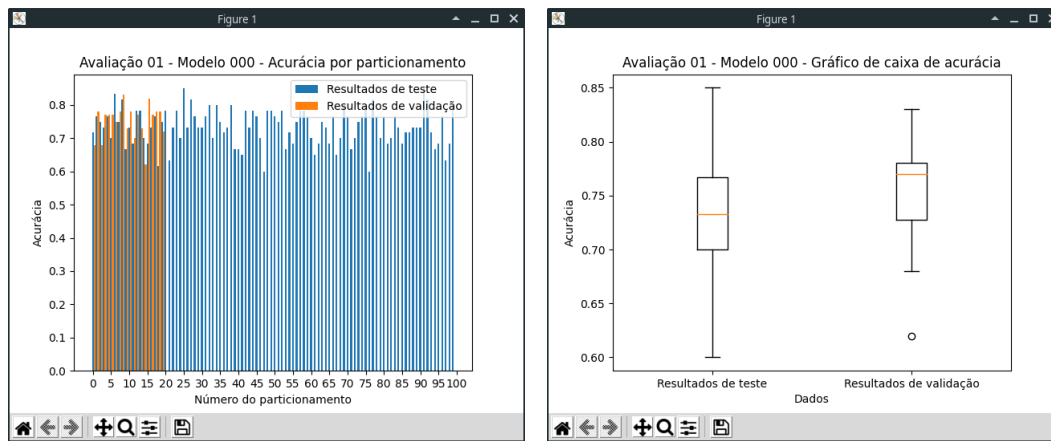 Figure 1
Avaliação 01 - Modelo 000 - Acurácia por particionamento
Resultados de teste
Resultados de validação
0.8
0.7
0.6
0.5
0.4
0.3
0.2
0.1
0.0
Acurácia
0 5 10 15 20 25 30 35 40 45 50 55 60 65 70 75 80 85 90 95 100
Número do particionamento
Figure 1
Avaliação 01 - Modelo 000 - Gráfico de caixa de acurácia
0.85
0.80
0.75
0.70
0.65
0.60
Acurácia
Resultados de teste Resultados de validação
Dados